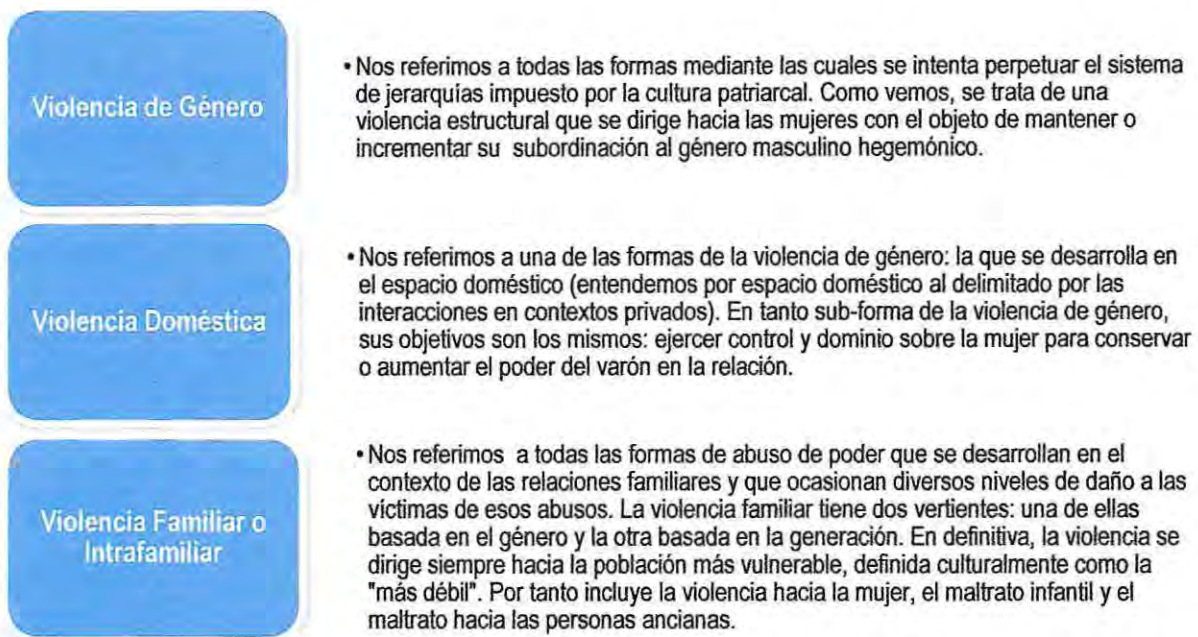 Violencia de Género
• Nos referimos a todas las formas mediante las cuales se intenta perpetuar el sistema
de jerarquías impuesto por la cultura patriarcal. Como vemos, se trata de una
violencia estructural que se dirige hacia las mujeres con el objeto de mantener o
incrementar su subordinación al género masculino hegemónico.
Violencia Doméstica
• Nos referimos a una de las formas de la violencia de género: la que se desarrolla en
el espacio doméstico (entendemos por espacio doméstico al delimitado por las
interacciones en contextos privados). En tanto sub-forma de la violencia de género,
sus objetivos son los mismos: ejercer control y dominio sobre la mujer para conservar
o aumentar el poder del varón en la relación.
Violencia Familiar o
Intrafamiliar
• Nos referimos a todas las formas de abuso de poder que se desarrollan en el
contexto de las relaciones familiares y que ocasionan diversos niveles de daño a las
víctimas de esos abusos. La violencia familiar tiene dos vertientes: una de ellas
basada en el género y la otra basada en la generación. En definitiva, la violencia se
dirige siempre hacia la población más vulnerable, definida culturalmente como la
"más débil". Por tanto incluye la violencia hacia la mujer, el maltrato infantil y el
maltrato hacia las personas ancianas.